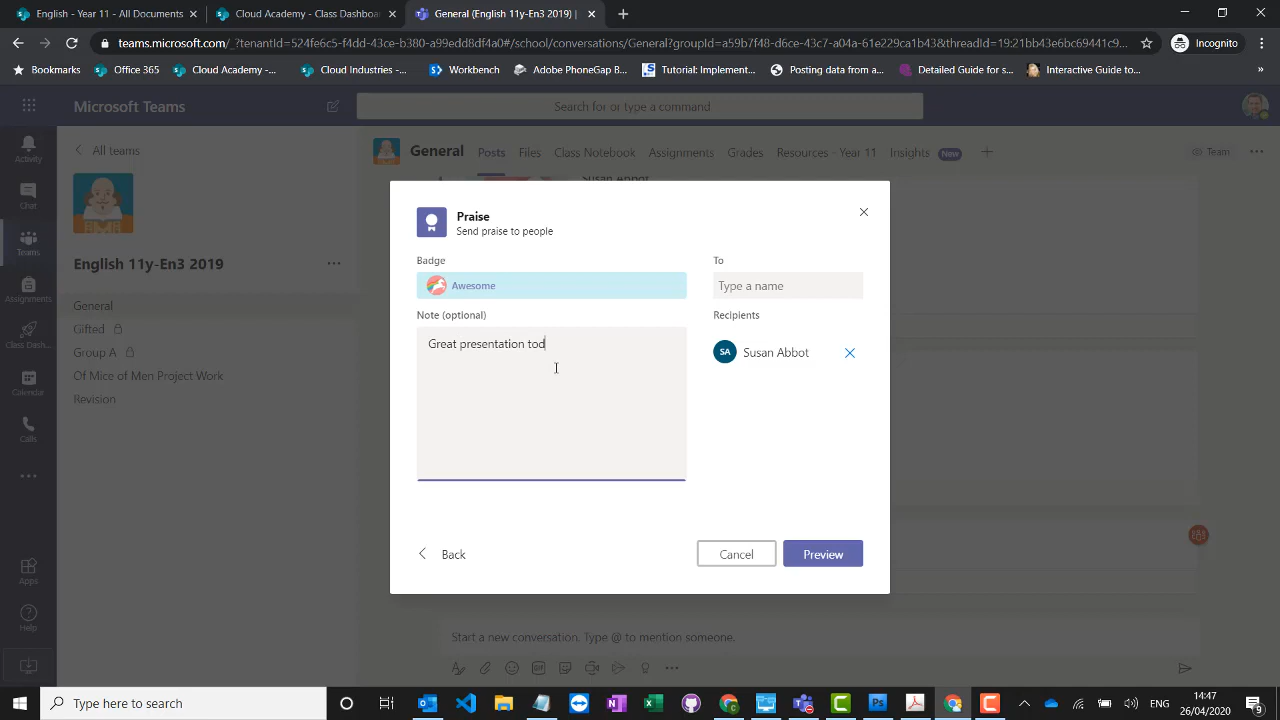 English - Year 11 - All Documents
Cloud Academy - Class Dashboa
General (English 11y-En3 2019) |
teams.microsoft.com/_?tenantId=524fe6c5-f4dd-43ce-b380-a99edd8df4a0#/school/conversations/General?groupId=a59b7f48-d6ce-43c7-a04a-61e229ca1b43&threadId=19:21bb43e6bc69441c9...
Incognito
Bookmarks
Office 365
Cloud Academy -...
Cloud Industries -...
Workbench
Adobe PhoneGap B...
Tutorial: Implement...
Posting data from a...
Detailed Guide for s...
Interactive Guide to...
»
Microsoft Teams
Search for or type a command
Activity
Chat
Teams
Assignments
Class Dash...
Calendar
Calls
Apps
Help
All teams
English 11y-En3 2019
General
Gifted
Group A
Of Mice of Men Project Work
Revision
General
Posts
Files
Class Notebook
Assignments
Grades
Resources - Year 11
Insights
New
Team
Susan Abbot
Praise
Send praise to people
Badge
Awesome
Note (optional)
Great presentation tod
To
Type a name
Recipients
SA
Susan Abbot
Back
Cancel
Preview
Start a new conversation. Type @ to mention someone.
Type here to search
14:47
26/04/2020
9